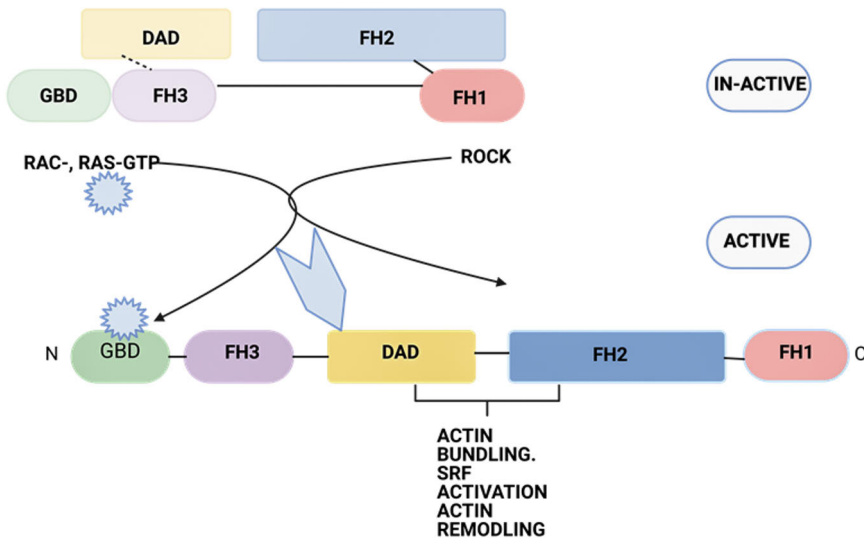 DAD
FH2
GBD
FH3
FH1
IN-ACTIVE
RAC-, RAS-GTP
ROCK
ACTIVE
N
GBD
FH3
DAD
FH2
FH1
C
ACTIN
BUNDLING.
SRF
ACTIVATION
ACTIN
REMODLING